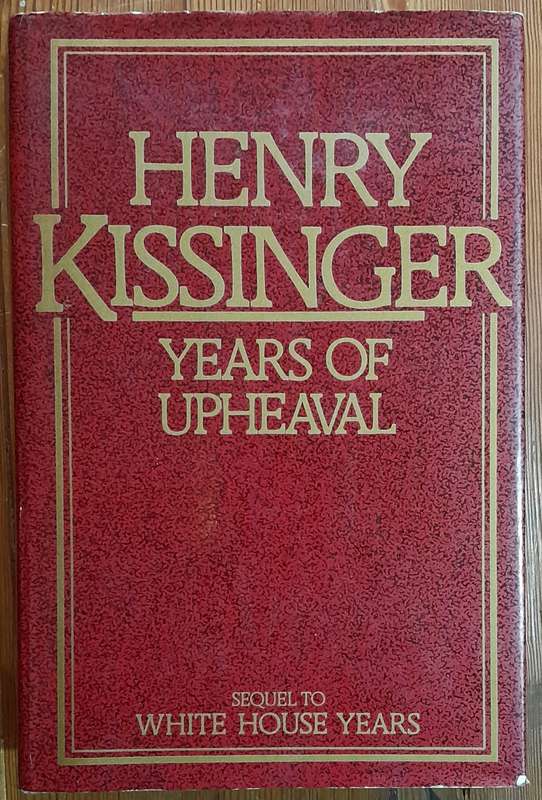 HENRY
KISSINGER
YEARS OF
UPHEAVAL
SEQUEL TO
WHITE HOUSE YEARS